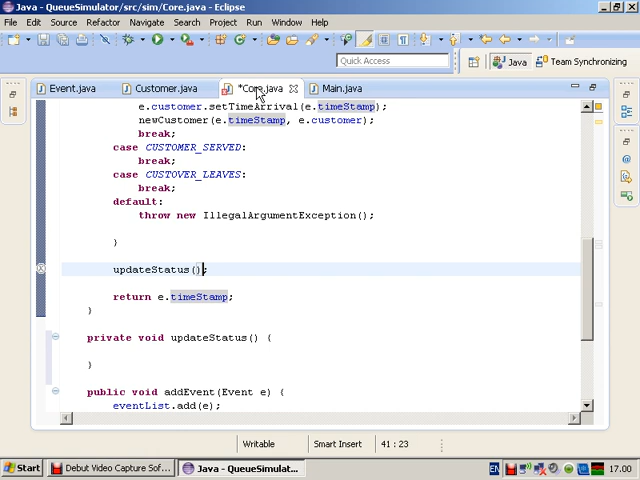 Java - QueueSimulator/src/sim/Core.java - Eclipse
File Edit Source Refactor Navigate Search Project Run Window Help
Quick Access
Java
Team Synchronizing
Event.java
Customer.java
*Core.java
Main.java
e.customer.setTimeArrival(e.timeStamp);
newCustomer(e.timeStamp, e.customer);
break;
case CUSTOMER_SERVED:
break;
case CUSTOVER_LEAVES:
break;
default:
throw new IllegalArgumentException();
}
updateStatus();
return e.timeStamp;
}
private void updateStatus() {
}
public void addEvent(Event e) {
eventList.add(e);
Writable
Smart Insert
41 : 23
Start
Debut Video Capture Sof...
Java - QueueSimulat...
EN
17.00